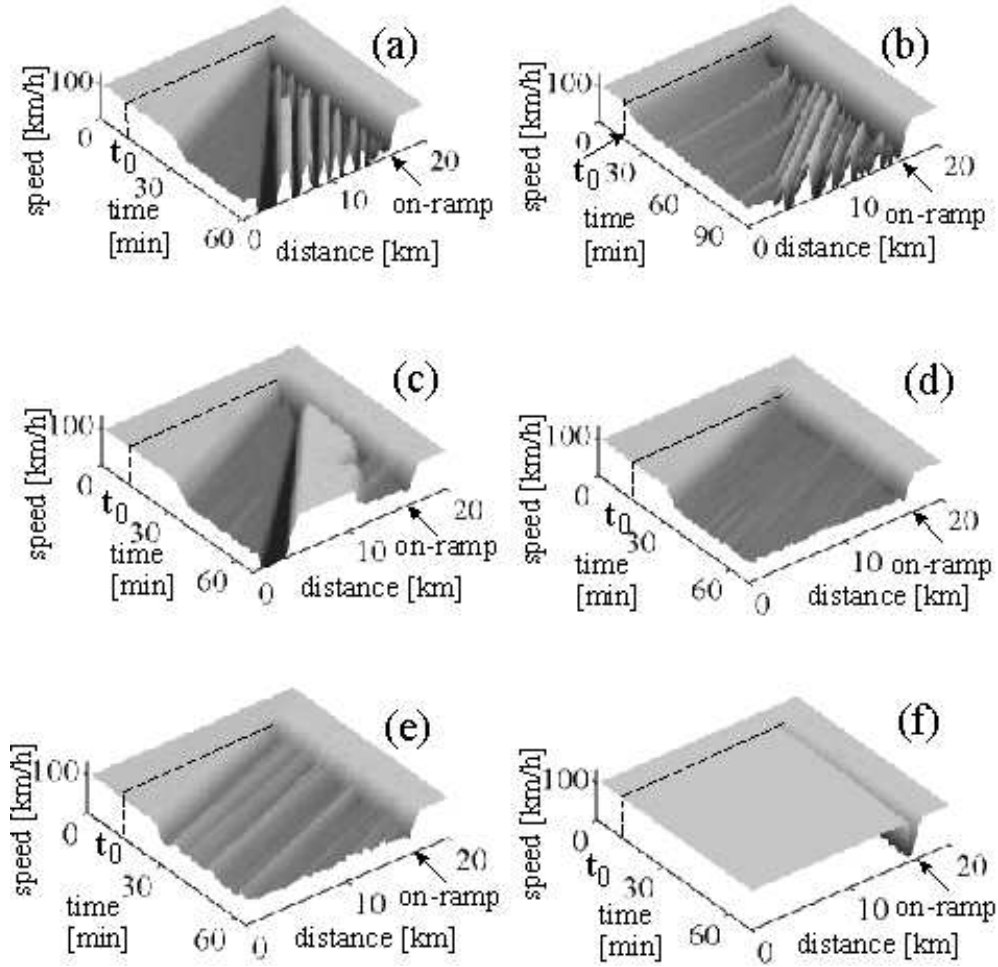 (a)
speed [km/h]
100
0
t0
30
time
[min]
60
0
10
20
on-ramp
distance [km]
(b)
speed [km/h]
100
0
t0
30
60
time
[min]
90
0
10
20
on-ramp
distance [km]
(c)
speed [km/h]
100
0
t0
30
time
[min]
60
0
10
20
on-ramp
distance [km]
(d)
speed [km/h]
100
0
t0
30
time
[min]
60
0
10
20
on-ramp
distance [km]
(e)
speed [km/h]
100
0
t0
30
time
[min]
60
0
10
20
on-ramp
distance [km]
(f)
speed [km/h]
100
0
t0
30
time
[min]
60
0
10
20
on-ramp
distance [km]